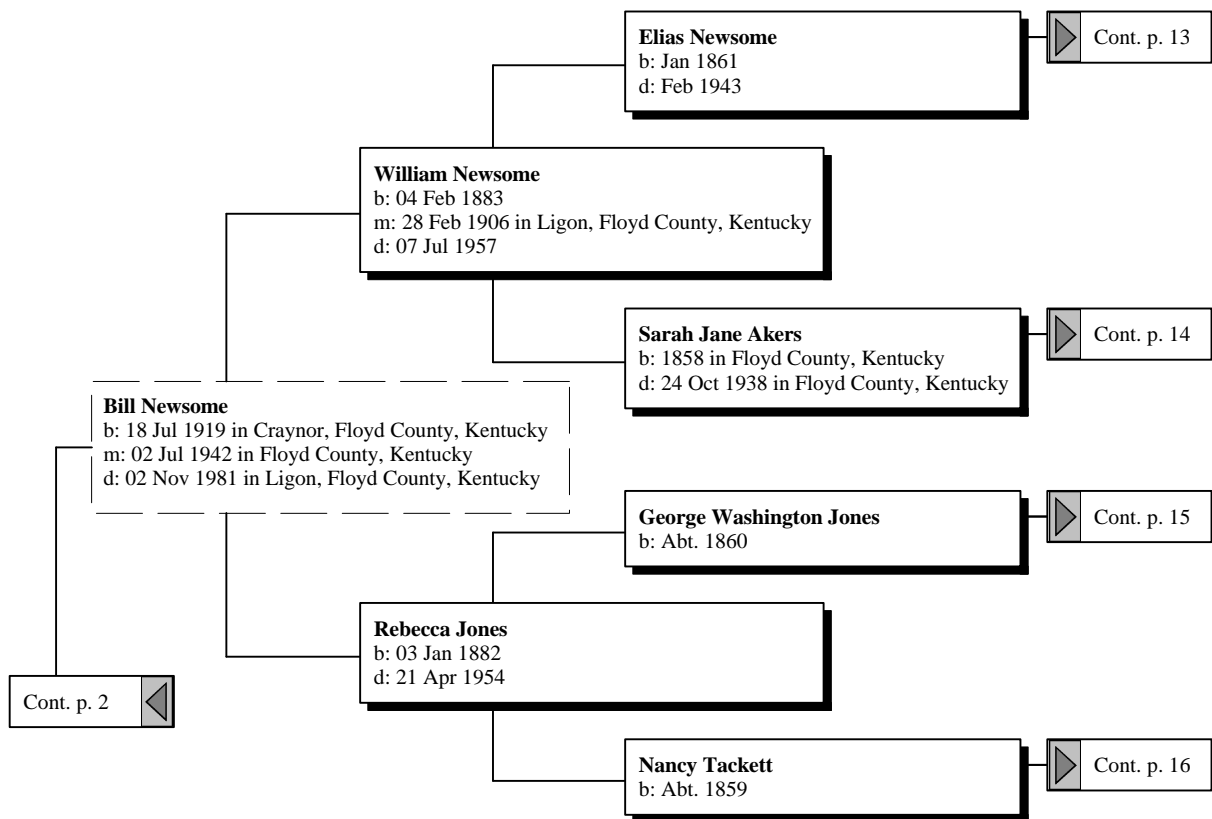 Elias Newsome
b: Jan 1861
d: Feb 1943
Cont. p. 13
William Newsome
b: 04 Feb 1883
m: 28 Feb 1906 in Ligon, Floyd County, Kentucky
d: 07 Jul 1957
Sarah Jane Akers
b: 1858 in Floyd County, Kentucky
d: 24 Oct 1938 in Floyd County, Kentucky
Cont. p. 14
Bill Newsome
b: 18 Jul 1919 in Craynor, Floyd County, Kentucky
m: 02 Jul 1942 in Floyd County, Kentucky
d: 02 Nov 1981 in Ligon, Floyd County, Kentucky
George Washington Jones
b: Abt. 1860
Cont. p. 15
Rebecca Jones
b: 03 Jan 1882
d: 21 Apr 1954
Cont. p. 2
Nancy Tackett
b: Abt. 1859
Cont. p. 16